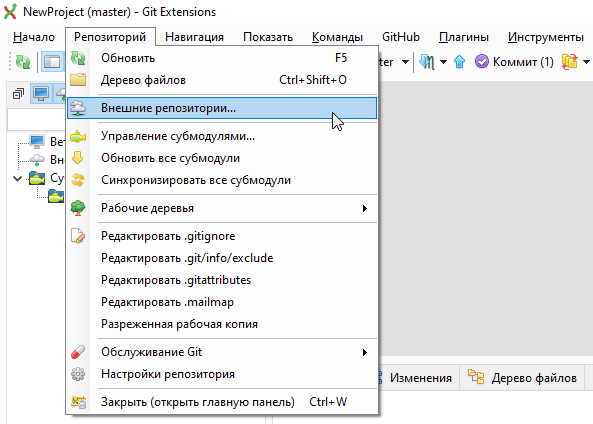 NewProject (master) - Git Extensions
Начало Репозиторий Навигация Показать Команды GitHub Плагины Инструменты
Обновить F5
Коммит (1)
Дерево файлов Ctrl+Shift+O
Внешние репозитории...
Управление субмодулями...
Обновить все субмодули
Синхронизировать все субмодули
Рабочие деревья
Редактировать .gitignore
Редактировать .git/info/exclude
Редактировать .gitattributes
Редактировать .mailmap
Разреженная рабочая копия
Обслуживание Git
Настройки репозитория
Изменения Дерево файлов
Закрыть (открыть главную панель) Ctrl+W